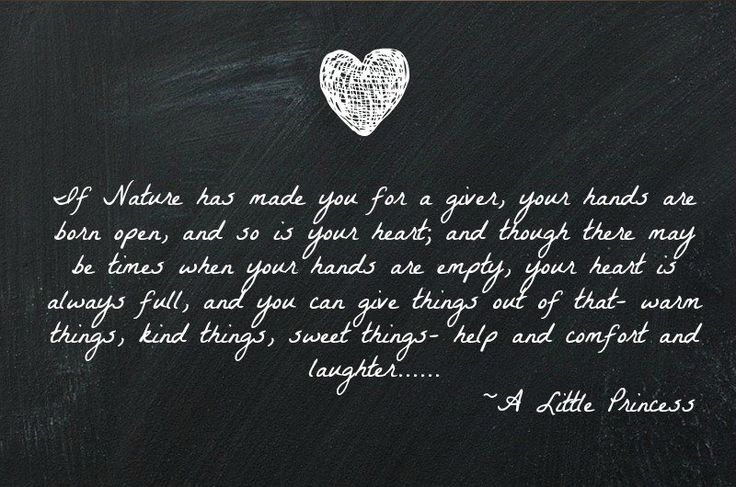 If Nature has made you for a giver, your hands are
born open, and so is your heart; and though there may
be times when your hands are empty, your heart is
always full, and you can give things out of that- warm
things, kind things, sweet things- help and comfort and
laughter......
~A Little Princess